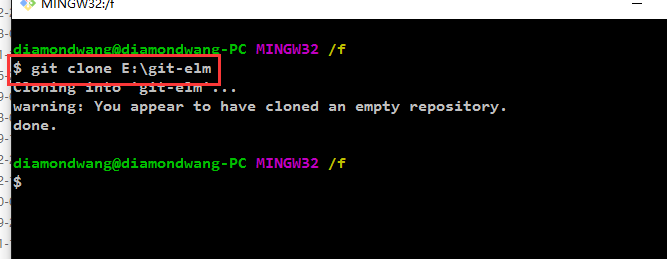 MINGW32:/f
diamondwang@diamondwang-PC MINGW32 /f
$ git clone E:\git-elm
Cloning into 'git-elm'...
warning: You appear to have cloned an empty repository.
done.
diamondwang@diamondwang-PC MINGW32 /f
$